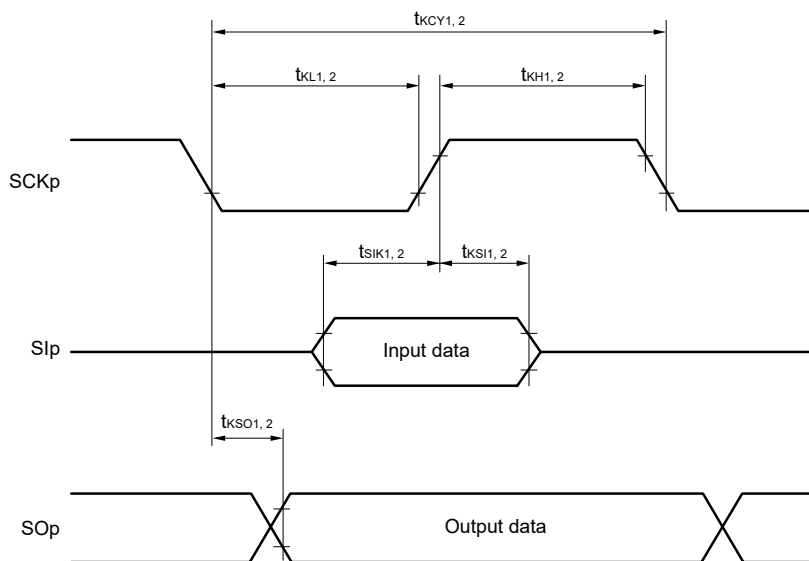 tKCY1, 2
tKL1, 2
tKH1, 2
SCKp
tSIK1, 2
tKSI1, 2
SIp
Input data
tKSO1, 2
SOp
Output data